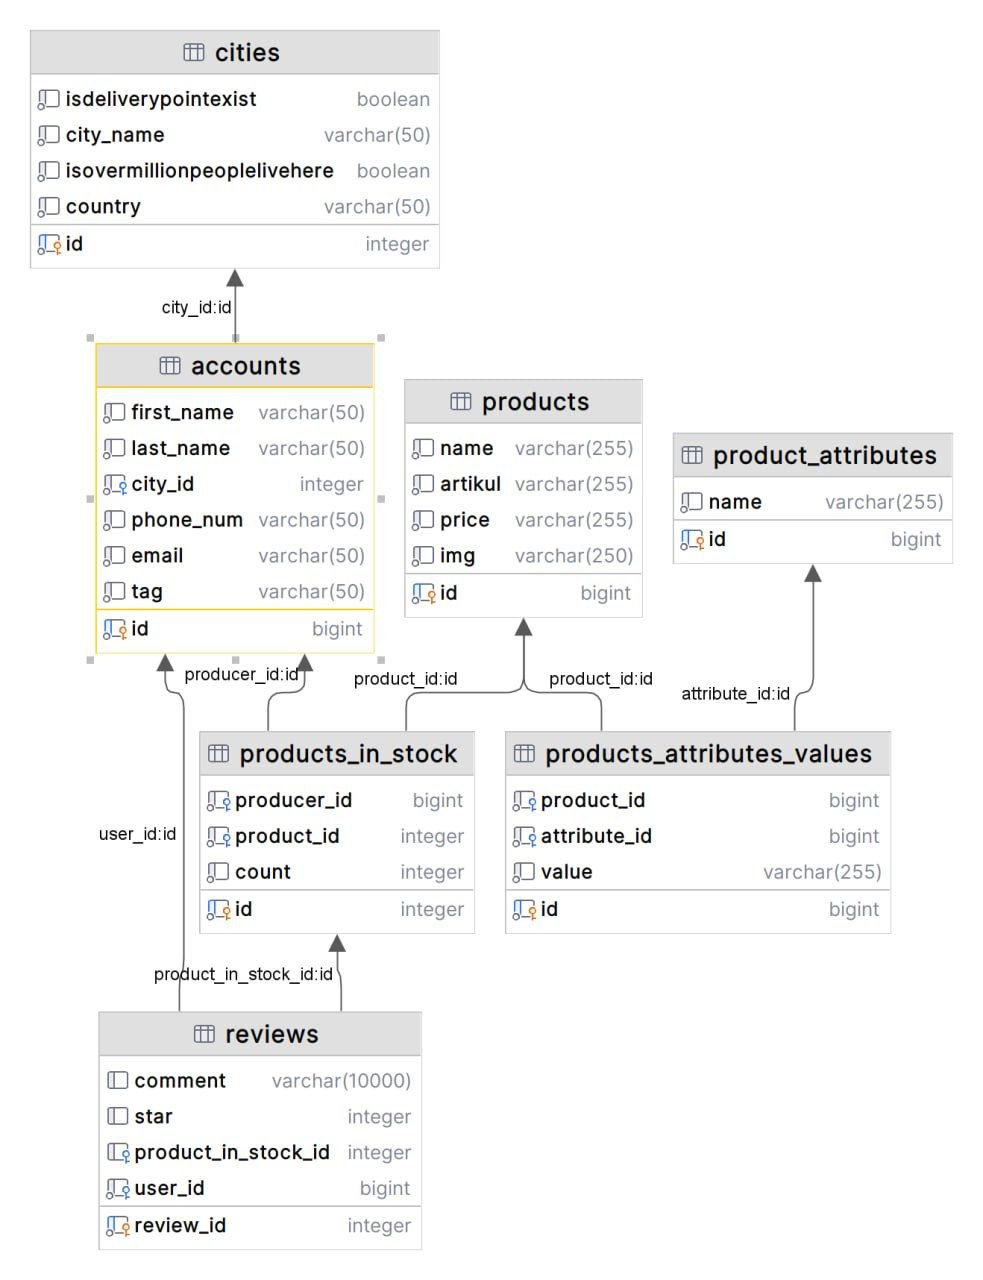 cities
isdeliverypointexist boolean
city_name varchar(50)
isovermillionpeoplelivehere boolean
country varchar(50)
id integer
city_id:id
accounts
first_name varchar(50)
last_name varchar(50)
city_id integer
phone_num varchar(50)
email varchar(50)
tag varchar(50)
id bigint
products
name varchar(255)
artikul varchar(255)
price varchar(255)
img varchar(250)
id bigint
product_attributes
name varchar(255)
id bigint
producer_id:id
product_id:id
product_id:id
attribute_id:id
products_in_stock
producer_id bigint
product_id integer
count integer
id integer
products_attributes_values
product_id bigint
attribute_id bigint
value varchar(255)
id bigint
user_id:id
product_in_stock_id:id
reviews
comment varchar(10000)
star integer
product_in_stock_id integer
user_id bigint
review_id integer